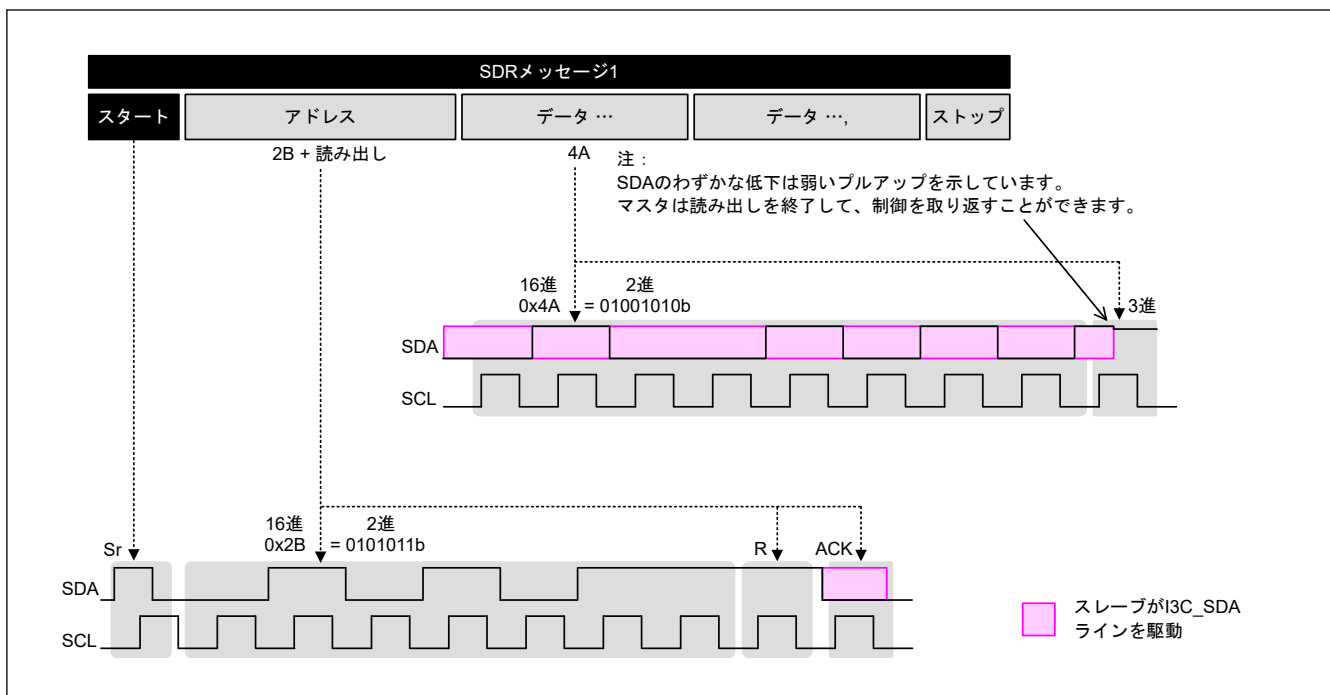 SDRメッセージ1
スタート
アドレス
データ …
データ …,
ストップ
2B + 読み出し
4A
注：
SDAのわずかな低下は弱いプルアップを示しています。
マスタは読み出しを終了して、制御を取り返すことができます。
16進
2進
0x4A
= 01001010b
3進
SDA
SCL
16進
2進
0x2B
= 0101011b
Sr
R
ACK
SDA
SCL
スレーブがI3C_SDA
ラインを駆動